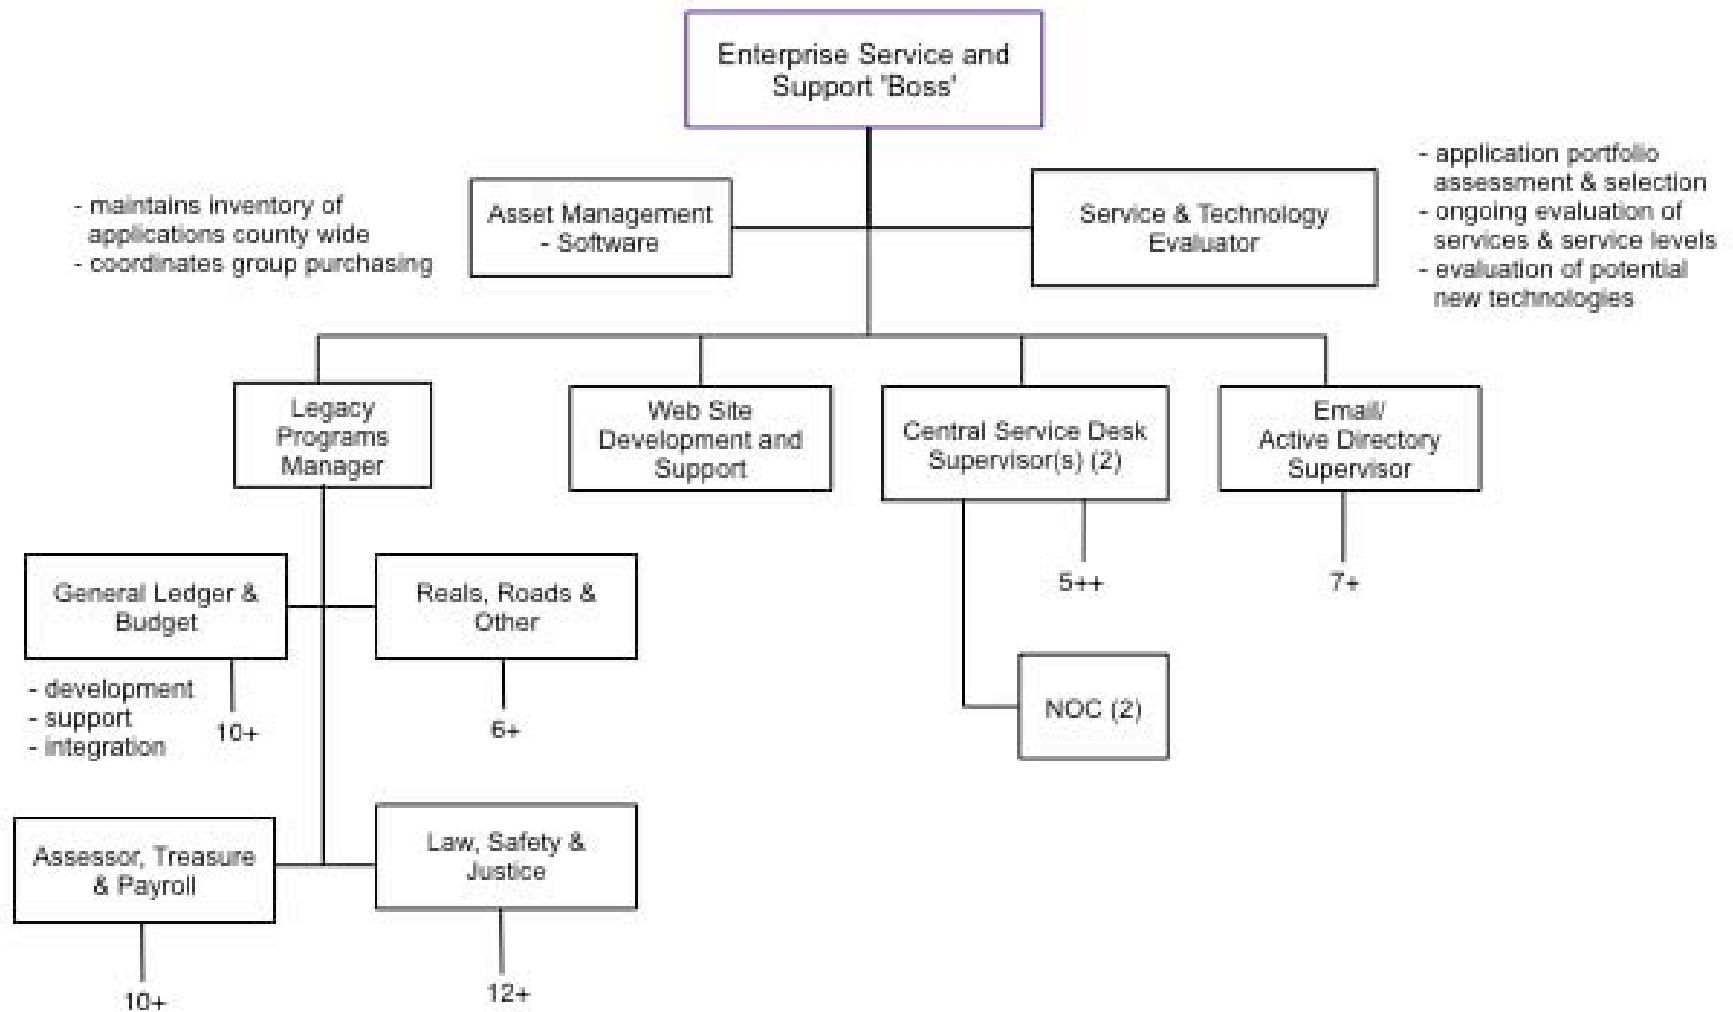 Enterprise Service and
Support 'Boss'
- maintains inventory of
applications county wide
- coordinates group purchasing
Asset Management
- Software
Service & Technology
Evaluator
- application portfolio
assessment & selection
- ongoing evaluation of
services & service levels
- evaluation of potential
new technologies
Legacy
Programs
Manager
Web Site
Development and
Support
Central Service Desk
Supervisor(s) (2)
Email/
Active Directory
Supervisor
General Ledger &
Budget
Reals, Roads &
Other
5++
7+
- development
- support
- integration
10+
6+
NOC (2)
Assessor, Treasure
& Payroll
Law, Safety &
Justice
10+
12+